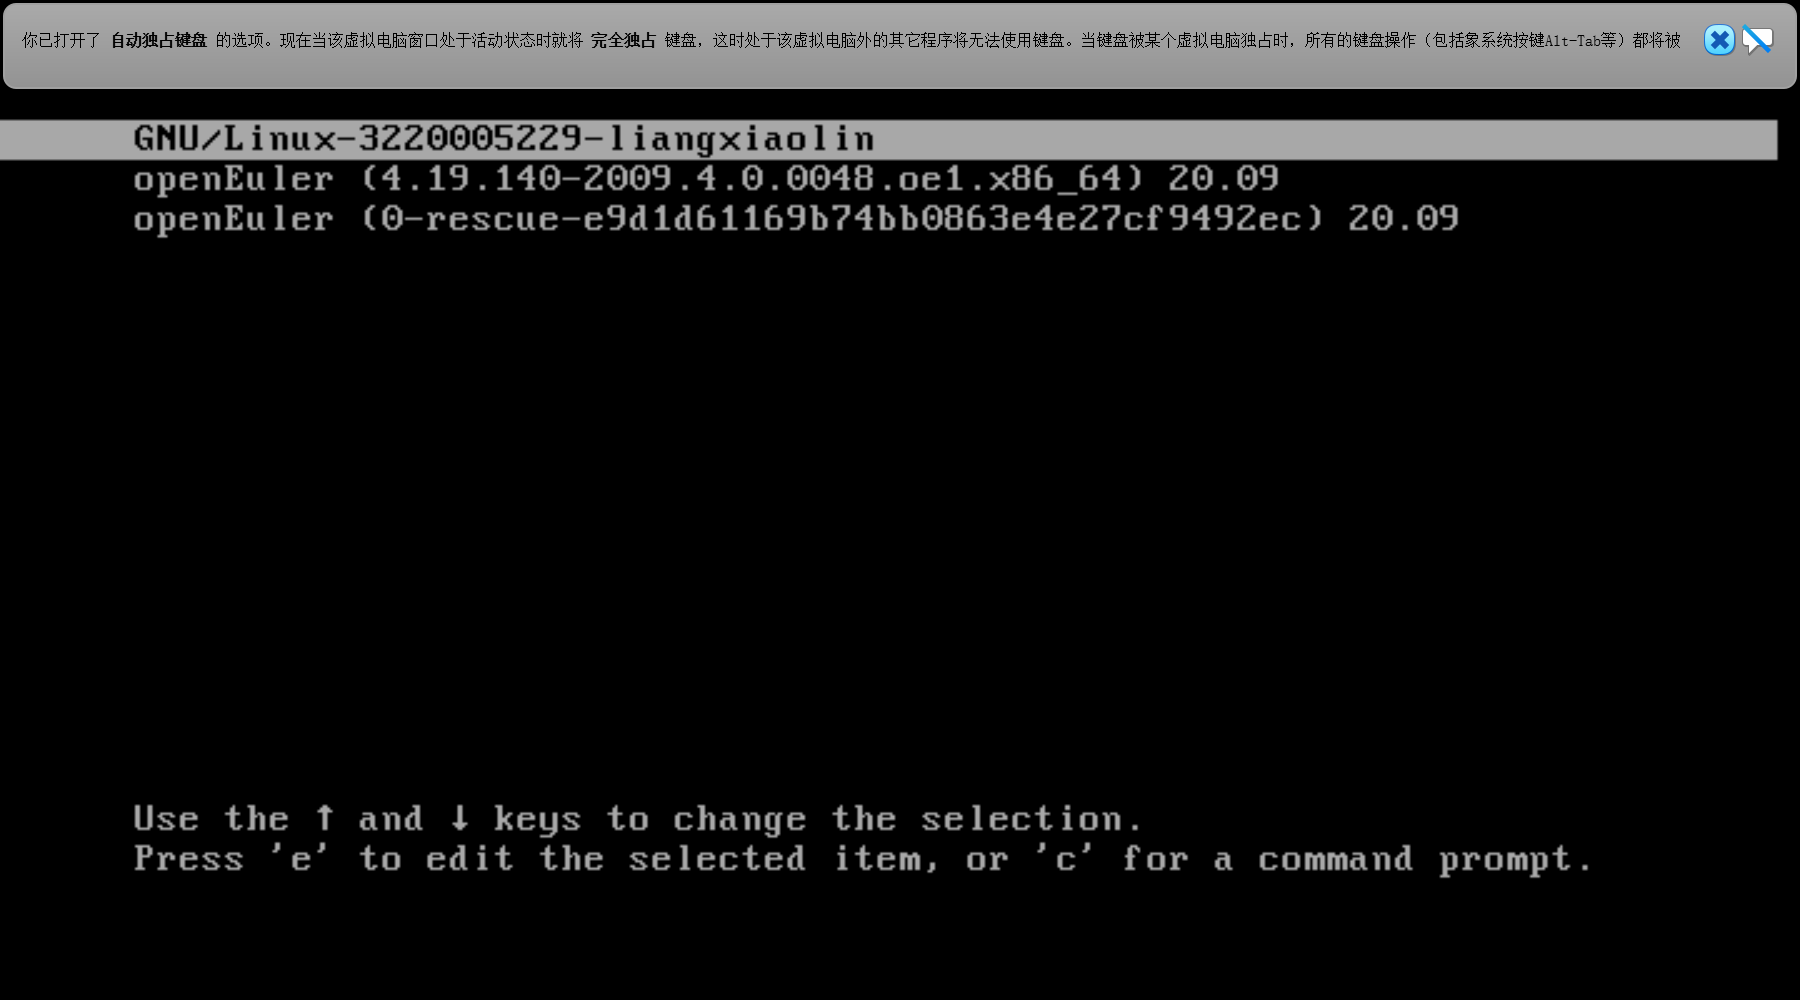 你已打开了 自动独占键盘 的选项。现在当该虚拟电脑窗口处于活动状态时就将 完全独占 键盘，这时处于该虚拟电脑外的其它程序将无法使用键盘。当键盘被某个虚拟电脑独占时，所有的键盘操作（包括象系统按键Alt-Tab等）都将被
GNU/Linux-3220005229-liangxiaolin
openEuler (4.19.140-2009.4.0.0048.oe1.x86_64) 20.09
openEuler (0-rescue-e9d1d61169b74bb0863e4e27cf9492ec) 20.09
Use the ↑ and ↓ keys to change the selection.
Press 'e' to edit the selected item, or 'c' for a command prompt.